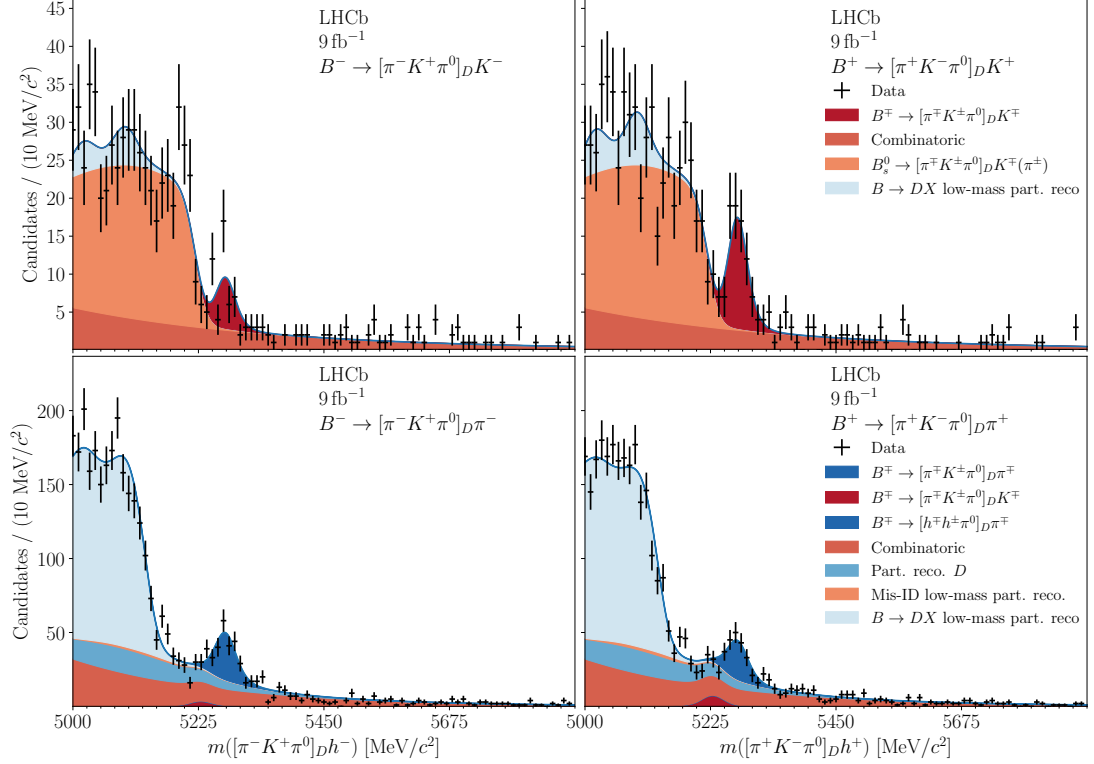 45
40
35
30
25
20
15
10
5
Candidates / (10 MeV/c²)
LHCb
9 fb⁻¹
B⁻ → [π⁻K⁺π⁰]_D K⁻
LHCb
9 fb⁻¹
B⁺ → [π⁺K⁻π⁰]_D K⁺
Data
B^∓ → [π^∓K^±π⁰]_D K^∓
Combinatoric
B_s⁰ → [π^∓K^±π⁰]_D K^∓(π^±)
B → DX low-mass part. reco
200
150
100
50
Candidates / (10 MeV/c²)
LHCb
9 fb⁻¹
B⁻ → [π⁻K⁺π⁰]_D π⁻
5000
5225
5450
5675
m([π⁻K⁺π⁰]_D h⁻) [MeV/c²]
LHCb
9 fb⁻¹
B⁺ → [π⁺K⁻π⁰]_D π⁺
Data
B^∓ → [π^∓K^±π⁰]_D π^∓
B^∓ → [π^∓K^±π⁰]_D K^∓
B^∓ → [h^∓h^±π⁰]_D π^∓
Combinatoric
Part. reco. D
Mis-ID low-mass part. reco.
B → DX low-mass part. reco
5000
5225
5450
5675
m([π⁺K⁻π⁰]_D h⁺) [MeV/c²]